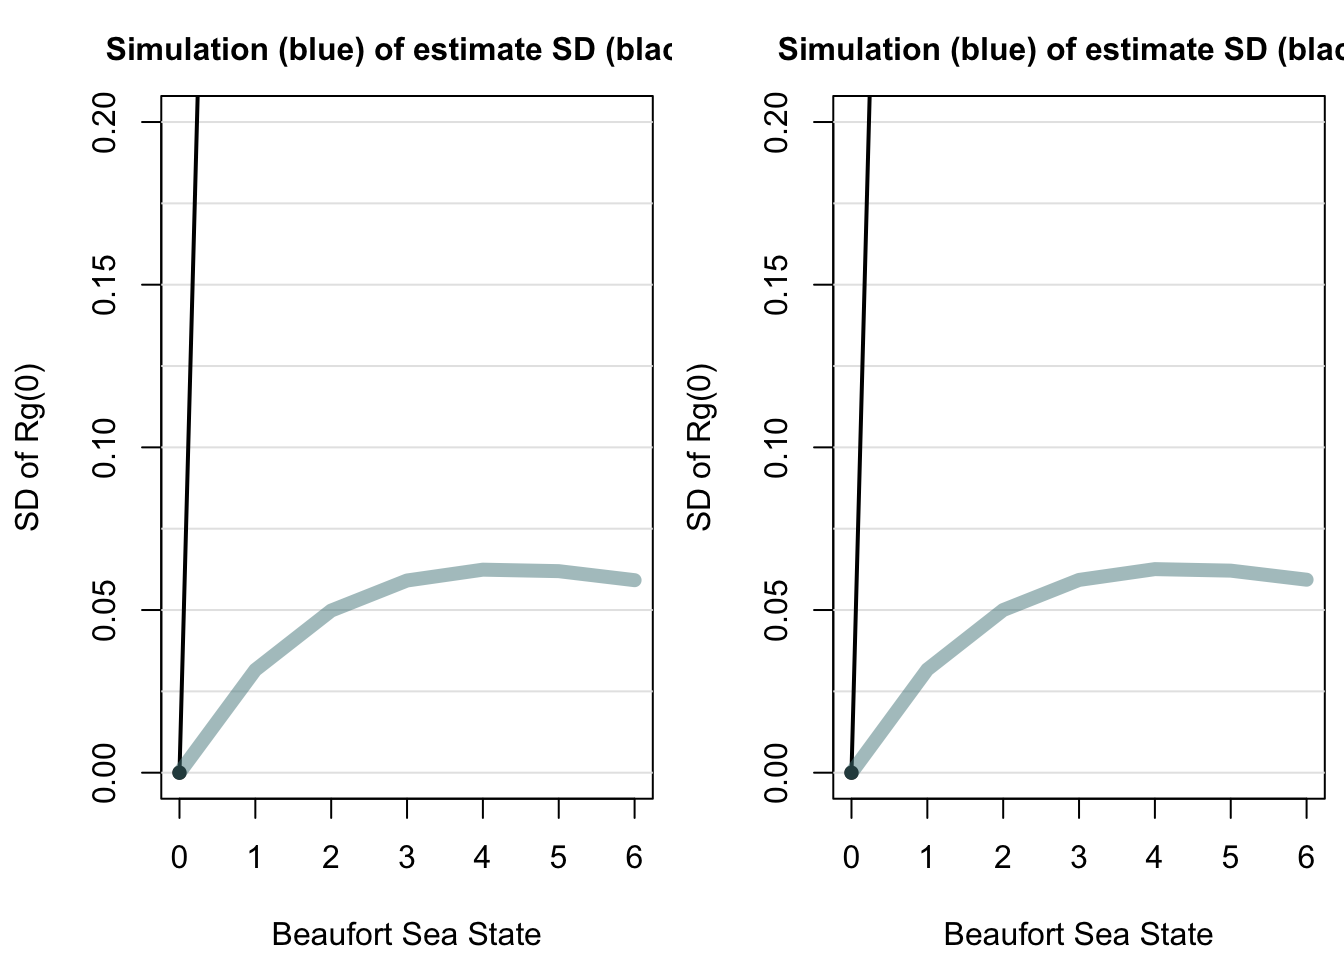 Simulation (blue) of estimate SD (blac
SD of Rg(0)
0.20
0.15
0.10
0.05
0.00
0 1 2 3 4 5 6
Beaufort Sea State
Simulation (blue) of estimate SD (blac
SD of Rg(0)
0.20
0.15
0.10
0.05
0.00
0 1 2 3 4 5 6
Beaufort Sea State